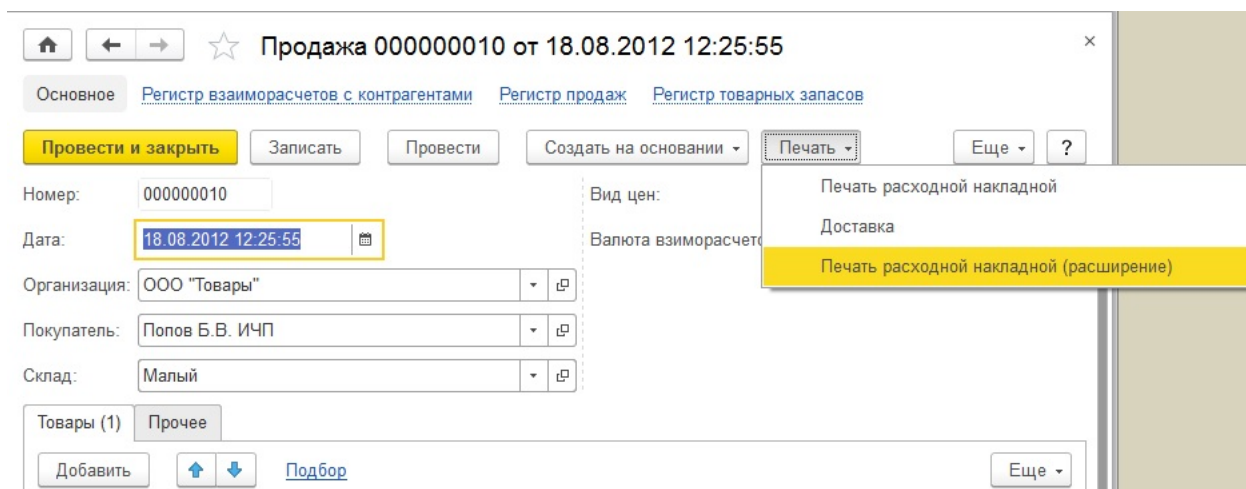 Продажа 000000010 от 18.08.2012 12:25:55
Основное Регистр взаиморасчетов с контрагентами Регистр продаж Регистр товарных запасов
Провести и закрыть Записать Провести Создать на основании Печать Еще ?
Номер: 000000010 Вид цен: Печать расходной накладной
Дата: 18.08.2012 12:25:55 Валюта взиморасчето Доставка
Печать расходной накладной (расширение)
Организация: ООО "Товары"
Покупатель: Попов Б.В. ИЧП
Склад: Малый
Товары (1) Прочее
Добавить Подбор Еще